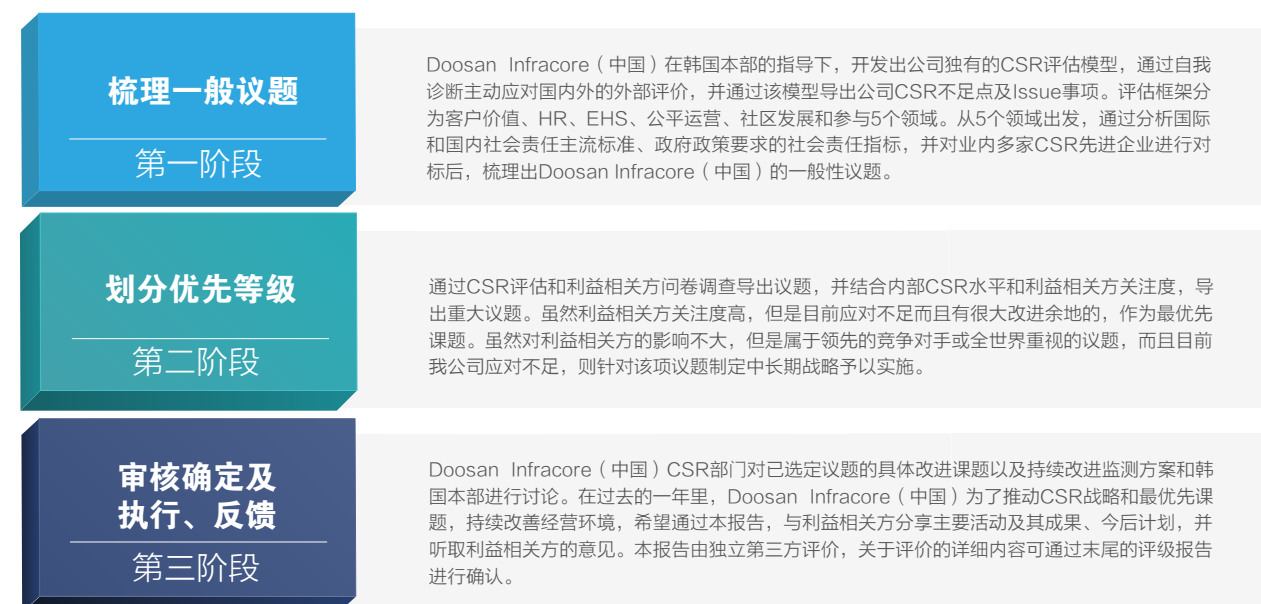 梳理一般议题
第一阶段
Doosan Infracore（中国）在韩国本部的指导下，开发出公司独有的CSR评估模型，通过自我
诊断主动应对国内外的外部评价，并通过该模型导出公司CSR不足点及Issue事项。评估框架分
为客户价值、HR、EHS、公平运营、社区发展和参与5个领域。从5个领域出发，通过分析国际
和国内社会责任主流标准、政府政策要求的社会责任指标，并对业内多家CSR先进企业进行对
标后，梳理出Doosan Infracore（中国）的一般性议题。
划分优先等级
第二阶段
通过CSR评估和利益相关方问卷调查导出议题，并结合内部CSR水平和利益相关方关注度，导
出重大议题。虽然利益相关方关注度高，但是目前应对不足而且有很大改进余地的，作为最优先
课题。虽然对利益相关方的影响不大，但是属于领先的竞争对手或全世界重视的议题，而且目前
我公司应对不足，则针对该项议题制定中长期战略予以实施。
审核确定及
执行、反馈
第三阶段
Doosan Infracore（中国）CSR部门对已选定议题的具体改进课题以及持续改进监测方案和韩
国本部进行讨论。在过去的一年里，Doosan Infracore（中国）为了推动CSR战略和最优先课
题，持续改善经营环境，希望通过本报告，与利益相关方分享主要活动及其成果、今后计划，并
听取利益相关方的意见。本报告由独立第三方评价，关于评价的详细内容可通过末尾的评级报告
进行确认。